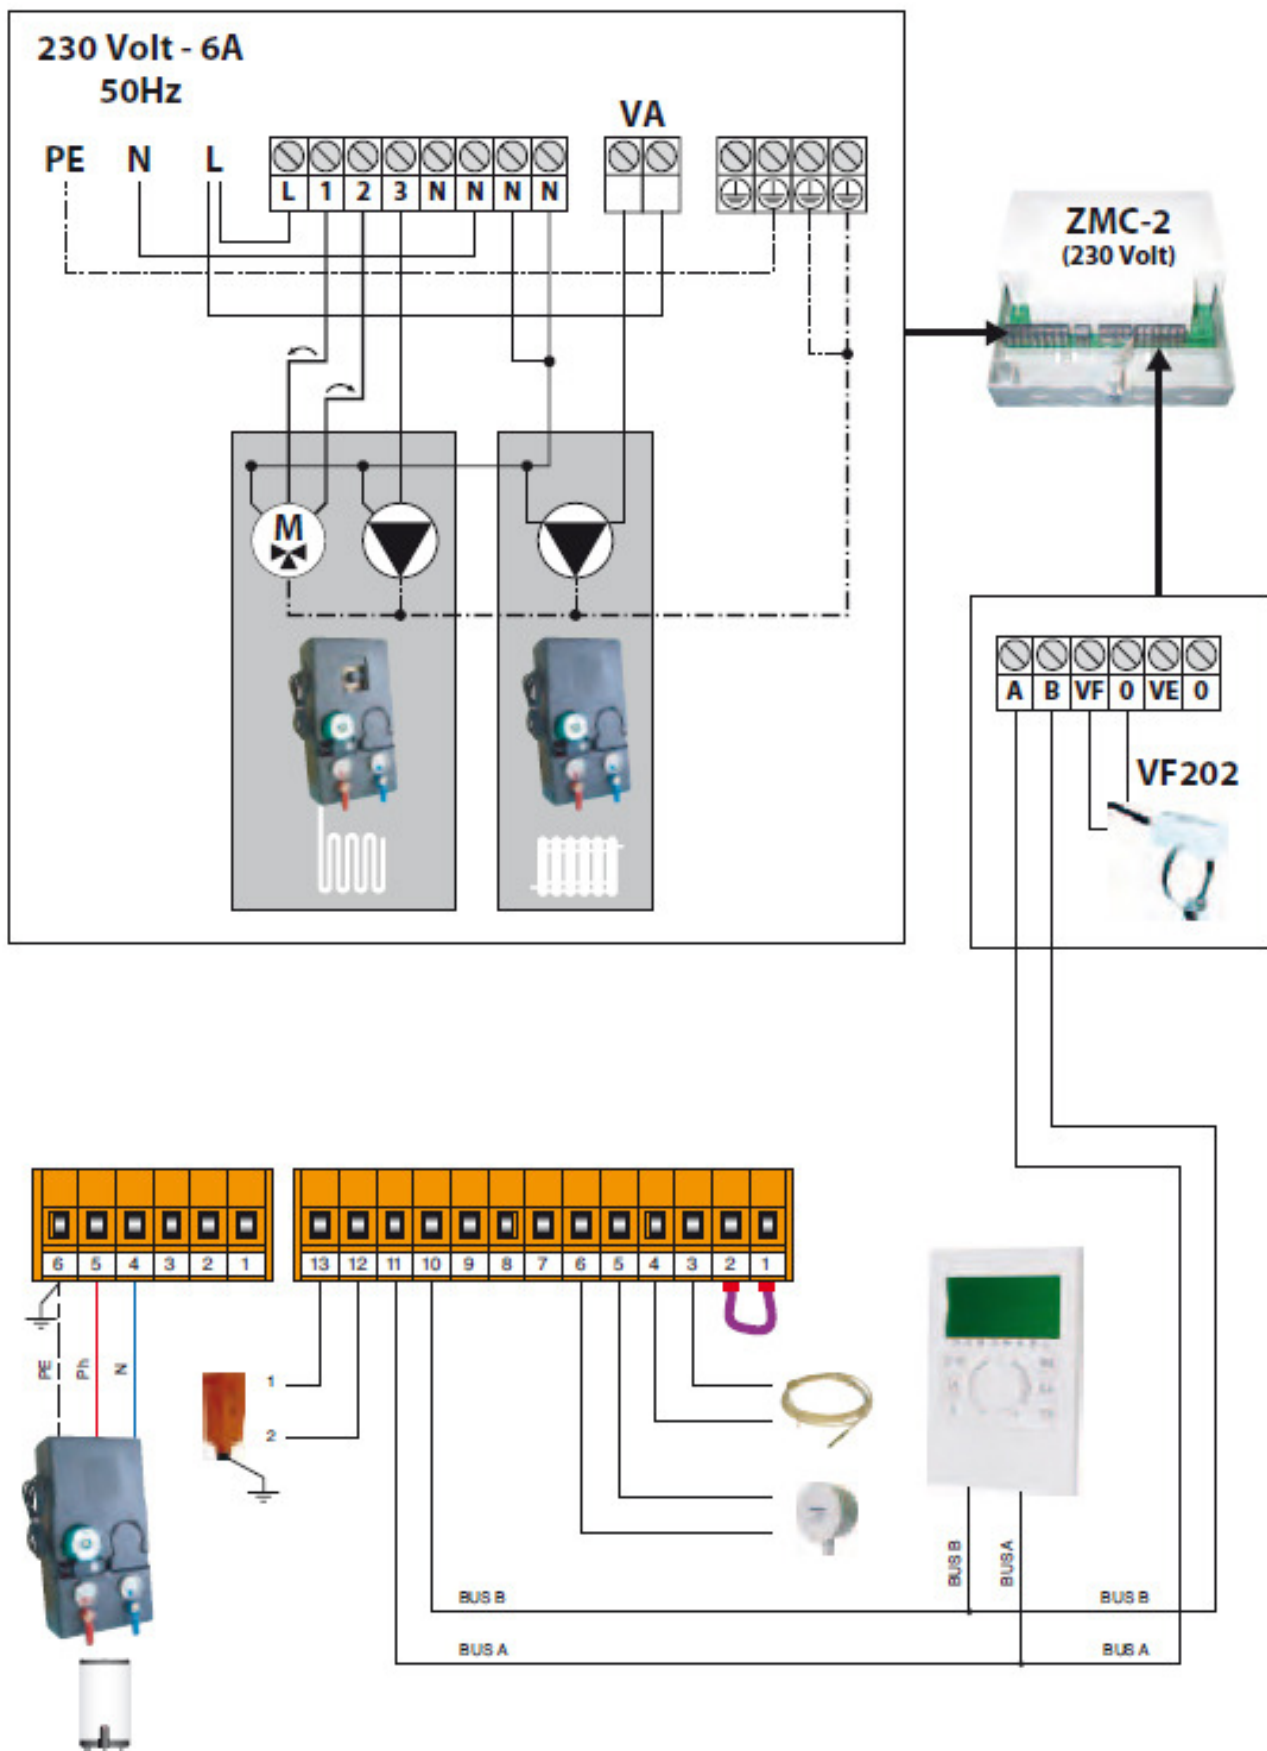 230 Volt - 6A
50Hz
PE N L
VA
L 1 2 3 N N N N
ZMC-2
(230 Volt)
M
A B VF 0 VE 0
VF202
6 5 4 3 2 1
13 12 11 10 9 8 7 6 5 4 3 2 1
PE Ph N
1
2
BUS B BUS A
BUS B BUS B
BUS A BUS A